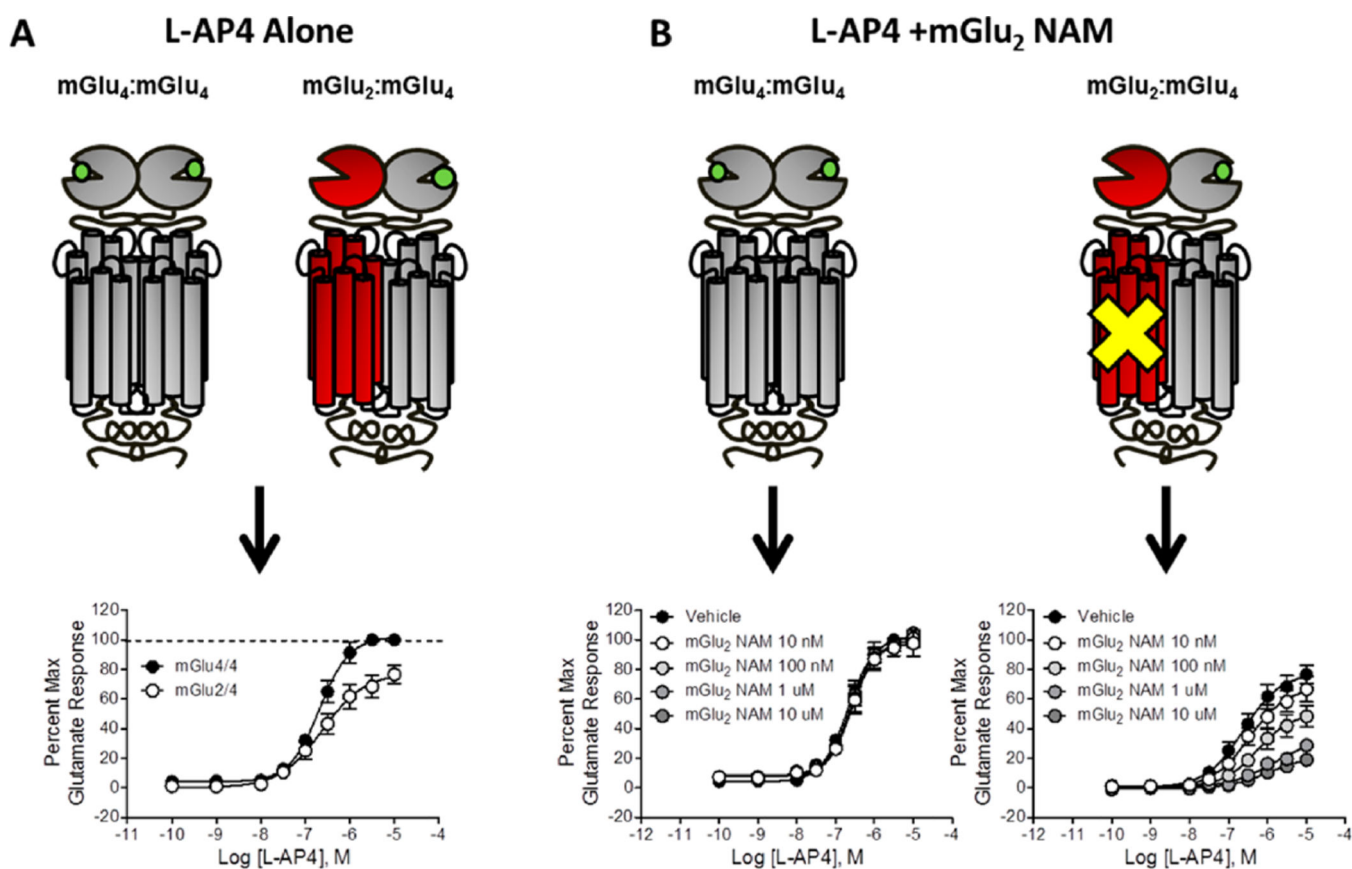 A
L-AP4 Alone
mGlu₄:mGlu₄
mGlu₂:mGlu₄
B
L-AP4 +mGlu₂ NAM
mGlu₄:mGlu₄
mGlu₂:mGlu₄
Percent Max
Glutamate Response
120
100
80
60
40
20
0
-20
mGlu4/4
mGlu2/4
-11
-10
-9
-8
-7
-6
-5
-4
Log [L-AP4], M
Percent Max
Glutamate Response
120
100
80
60
40
20
0
-20
Vehicle
mGlu₂ NAM 10 nM
mGlu₂ NAM 100 nM
mGlu₂ NAM 1 uM
mGlu₂ NAM 10 uM
-12
-11
-10
-9
-8
-7
-6
-5
-4
Log [L-AP4], M
Percent Max
Glutamate Response
120
100
80
60
40
20
0
-20
Vehicle
mGlu₂ NAM 10 nM
mGlu₂ NAM 100 nM
mGlu₂ NAM 1 uM
mGlu₂ NAM 10 uM
-12
-11
-10
-9
-8
-7
-6
-5
-4
Log [L-AP4], M